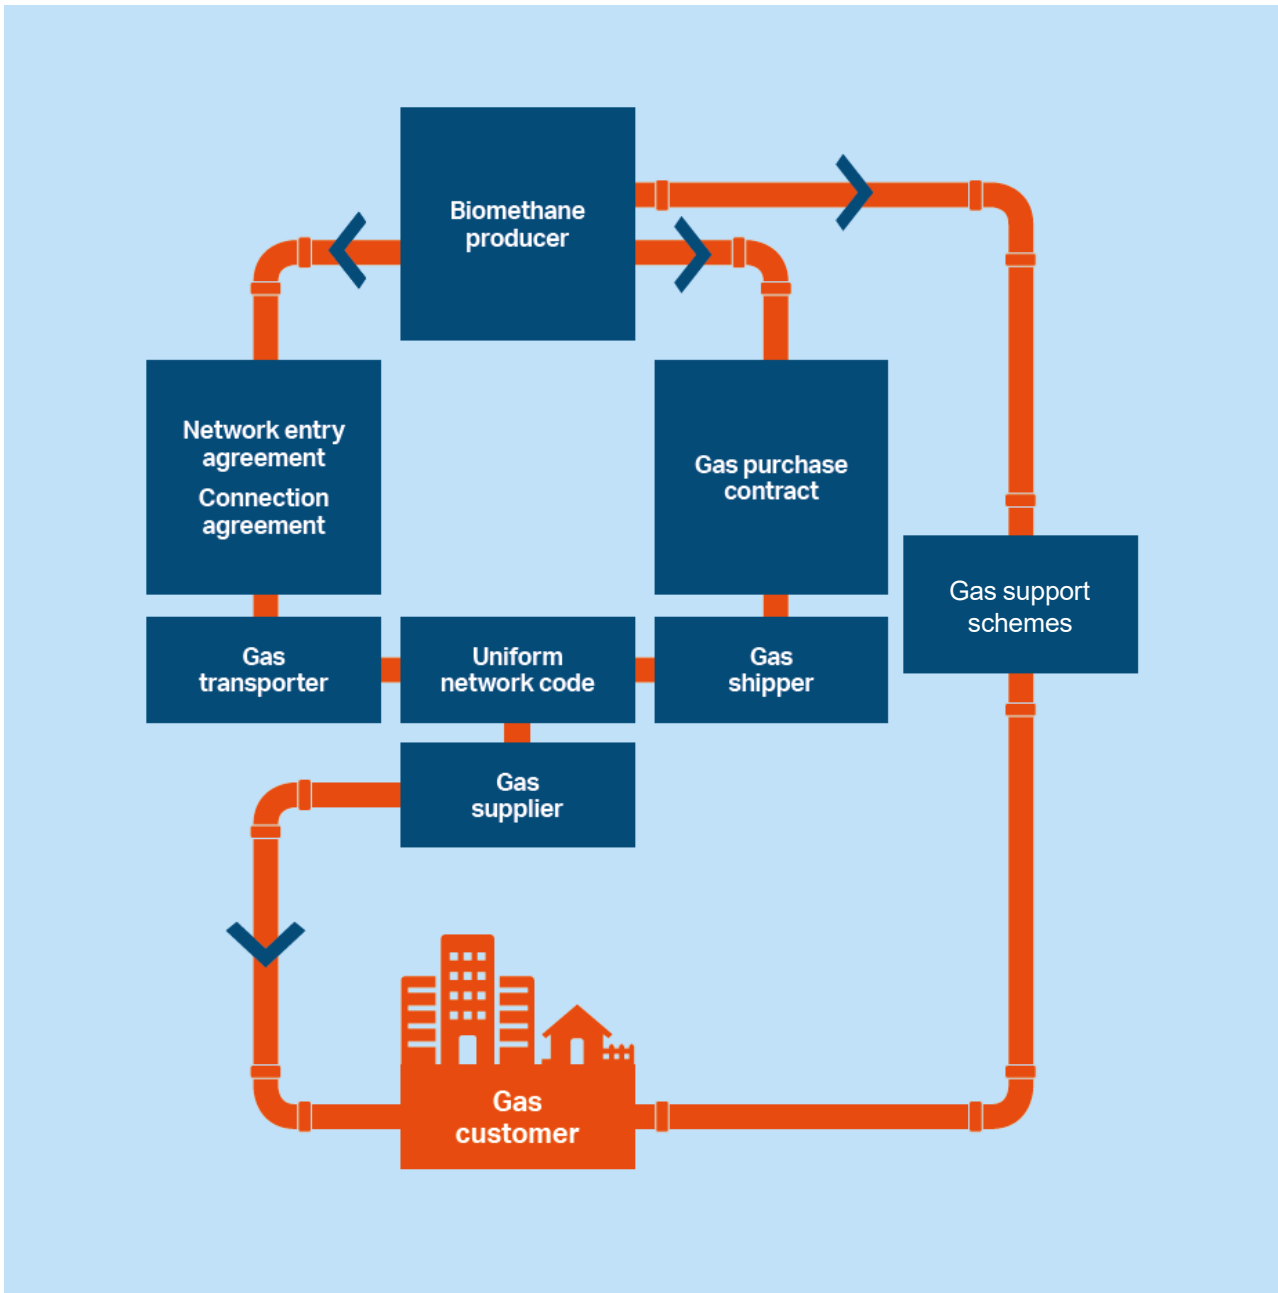 Biomethane
producer
Network entry
agreement
Connection
agreement
Gas purchase
contract
Gas support
schemes
Gas
transporter
Uniform
network code
Gas
shipper
Gas
supplier
Gas
customer